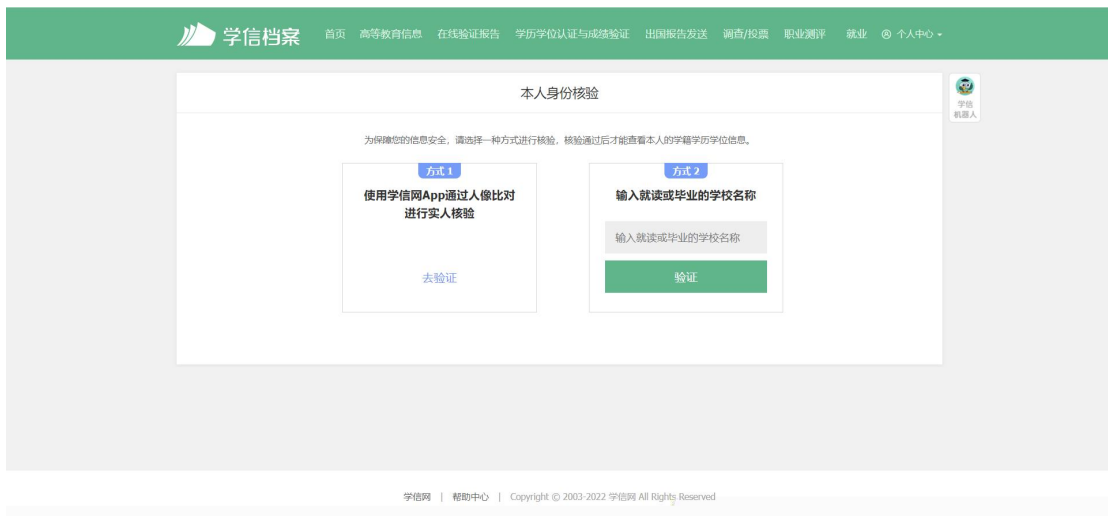 学信档案 首页 高等教育信息 在线验证报告 学历学位认证与成绩验证 出国报告发送 调查/投票 职业测评 就业 个人中心
本人身份核验
学信
机器人
为保障您的信息安全，请选择一种方式进行核验，核验通过后才能查看本人的学籍学历学位信息。
方式 1
使用学信网App通过人像比对
进行实人核验
去验证
方式 2
输入就读或毕业的学校名称
输入就读或毕业的学校名称
验证
学信网 | 帮助中心 | Copyright © 2003-2022 学信网 All Rights Reserved